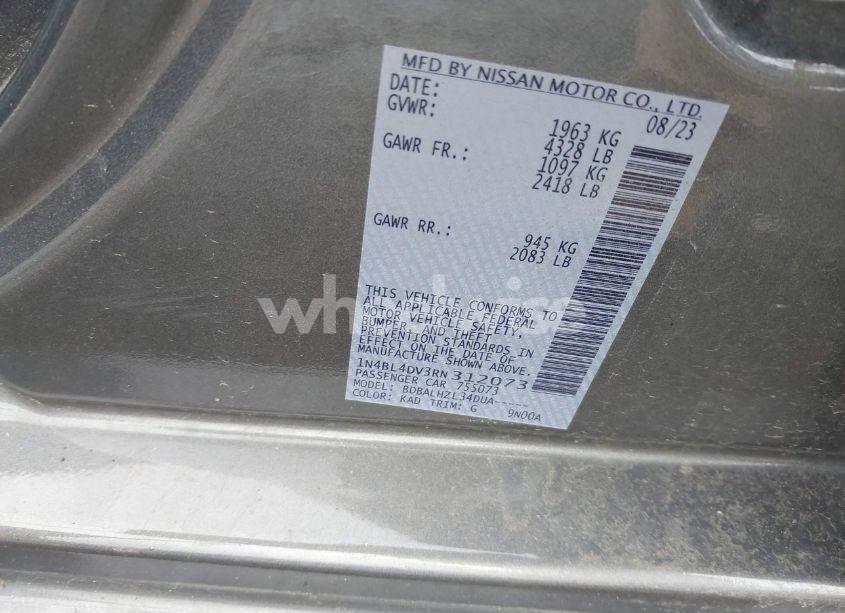 MFD BY NISSAN MOTOR CO., LTD.
DATE: 08/23
GVWR: 1963 KG
4328 LB
GAWR FR.: 1097 KG
2418 LB
GAWR RR.: 945 KG
2083 LB
THIS VEHICLE CONFORMS TO
ALL APPLICABLE FEDERAL
MOTOR VEHICLE SAFETY,
BUMPER, AND THEFT
PREVENTION STANDARDS IN
EFFECT ON THE DATE OF
MANUFACTURE SHOWN ABOVE.
1N4BL4DV3RN312073
PASSENGER CAR 755073
MODEL: BDBALHZL34DUA-----
COLOR: KAD TRIM: G 9N00A